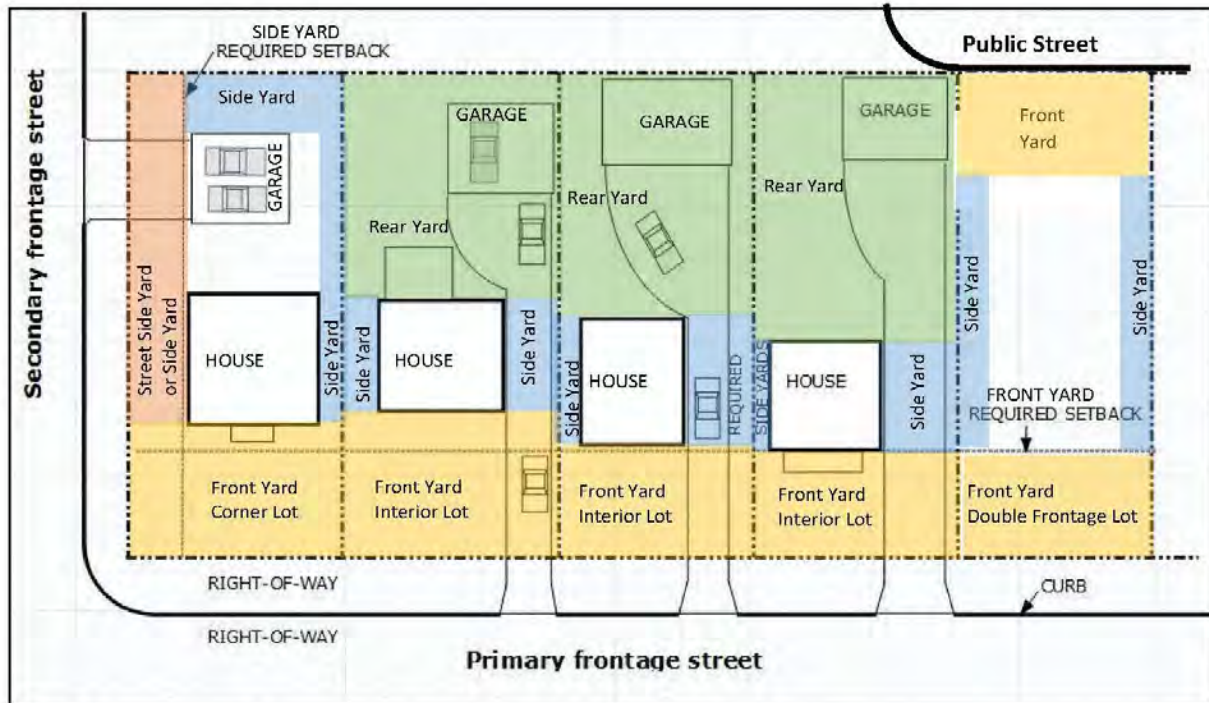 SIDE YARD
REQUIRED SETBACK
Public Street
Secondary frontage street
Side Yard
GARAGE
GARAGE
GARAGE
GARAGE
Front
Yard
Rear Yard
Rear Yard
Rear Yard
Street Side Yard
or Side Yard
HOUSE
Side Yard
Side Yard
HOUSE
Side Yard
Side Yard
HOUSE
REQUIRED
SIDE YARDS
HOUSE
Side Yard
Side Yard
Side Yard
FRONT YARD
REQUIRED SETBACK
Front Yard
Corner Lot
Front Yard
Interior Lot
Front Yard
Interior Lot
Front Yard
Interior Lot
Front Yard
Double Frontage Lot
RIGHT-OF-WAY
CURB
RIGHT-OF-WAY
Primary frontage street